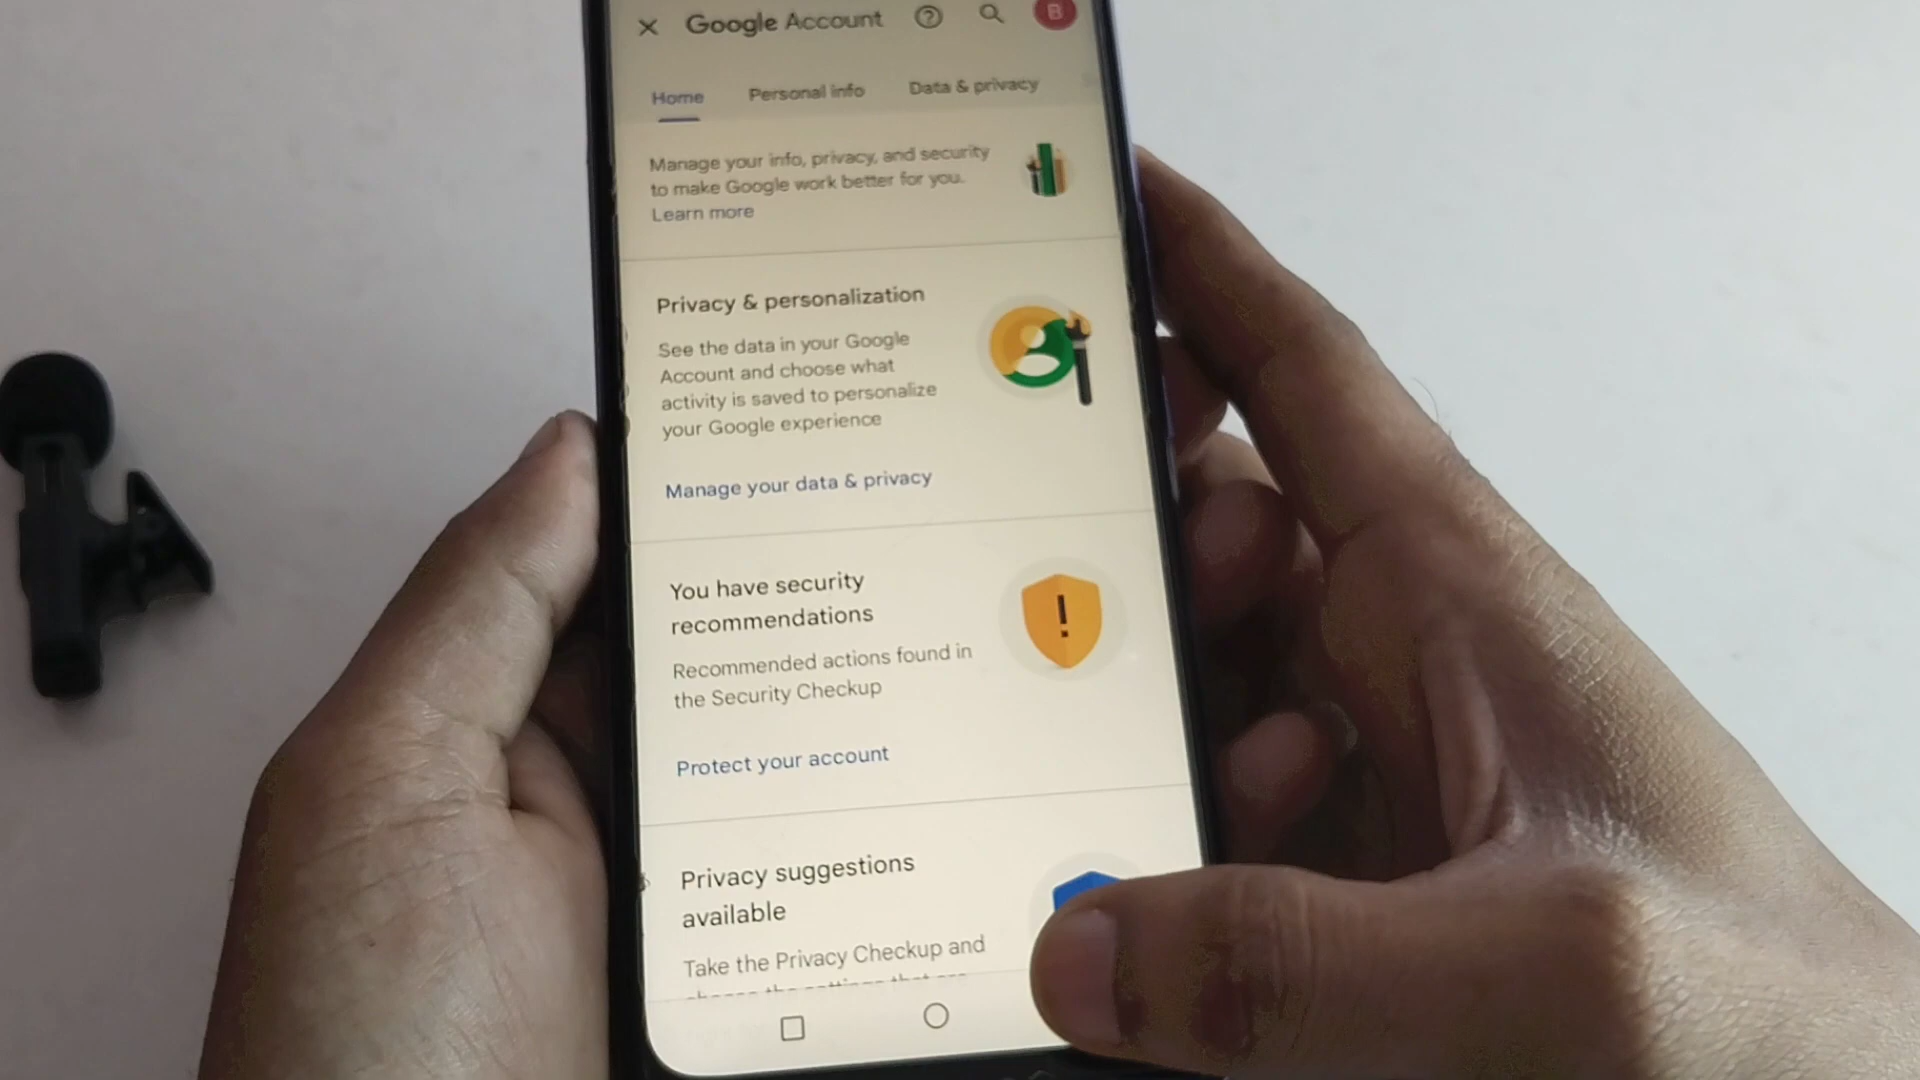 Google Account
B
Home Personal info Data & privacy
Manage your info, privacy, and security
to make Google work better for you.
Learn more
Privacy & personalization
See the data in your Google
Account and choose what
activity is saved to personalize
your Google experience
Manage your data & privacy
You have security
recommendations
Recommended actions found in
the Security Checkup
Protect your account
Privacy suggestions
available
Take the Privacy Checkup and